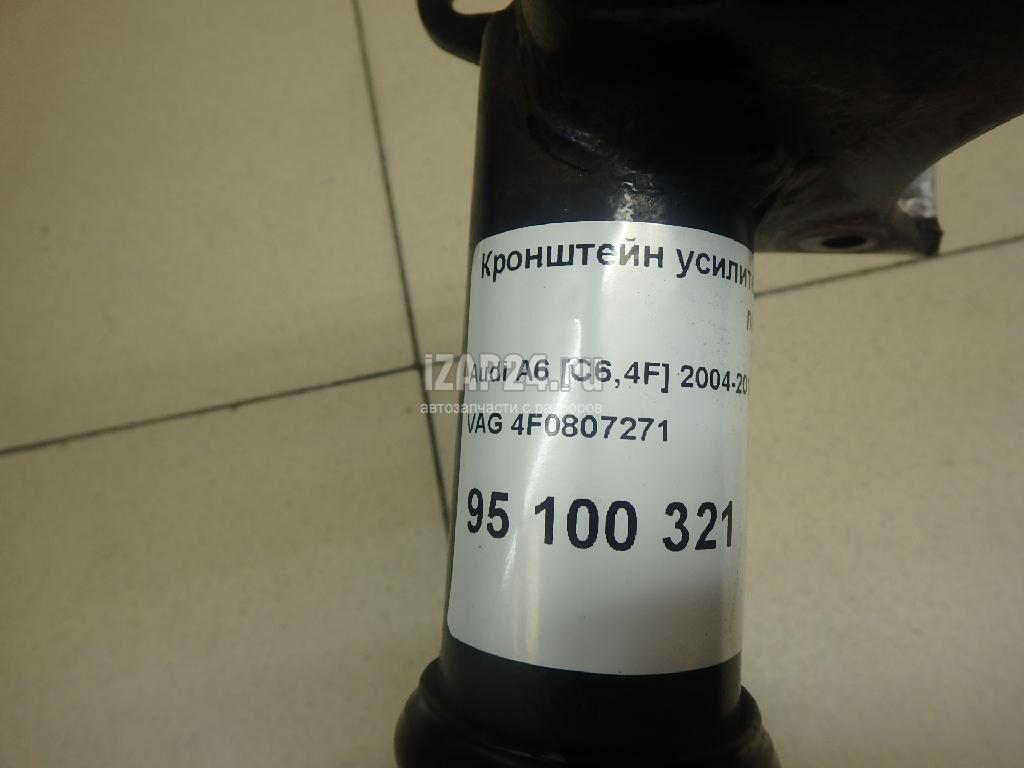 Кронштейн усилит
п
iZAP24.ru
Audi A6 [C6,4F] 2004-20
автозапчасти с разборов
VAG 4F0807271
95 100 321